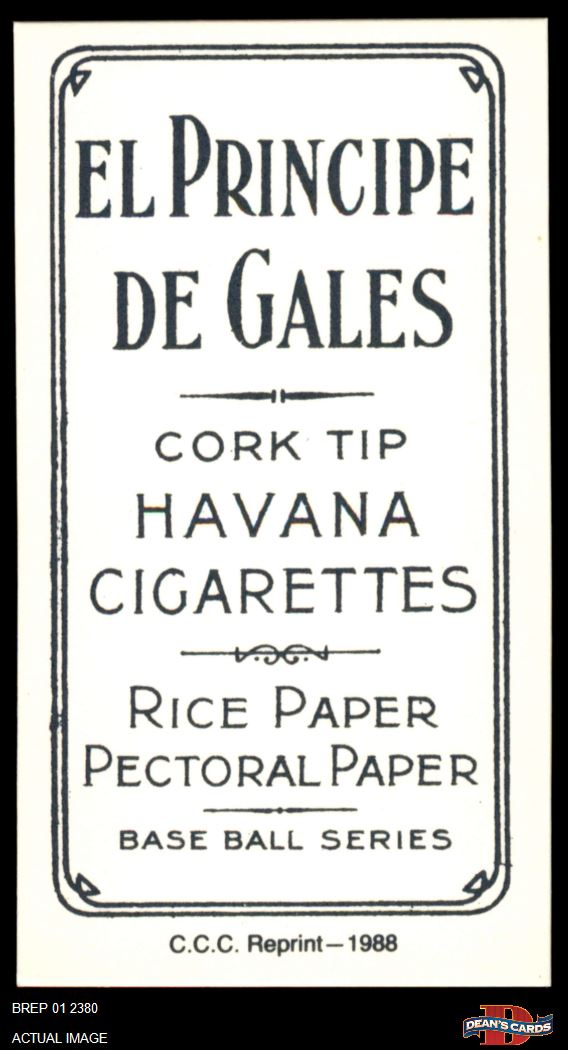 EL PRINCIPE
DE GALES
CORK TIP
HAVANA
CIGARETTES
RICE PAPER
PECTORAL PAPER
BASE BALL SERIES
C.C.C. Reprint—1988
BREP 01 2380
ACTUAL IMAGE
D
DEAN'S CARDS